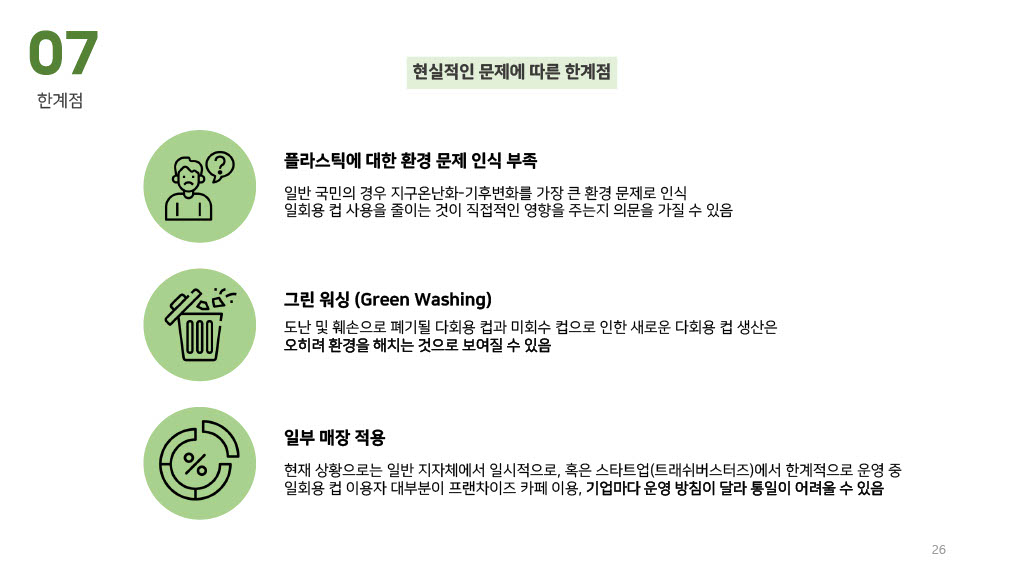 07
한계점
현실적인 문제에 따른 한계점
?
플라스틱에 대한 환경 문제 인식 부족
일반 국민의 경우 지구온난화-기후변화를 가장 큰 환경 문제로 인식
일회용 컵 사용을 줄이는 것이 직접적인 영향을 주는지 의문을 가질 수 있음
그린 워싱 (Green Washing)
도난 및 훼손으로 폐기될 다회용 컵과 미회수 컵으로 인한 새로운 다회용 컵 생산은
오히려 환경을 해치는 것으로 보여질 수 있음
%
일부 매장 적용
현재 상황으로는 일반 지자체에서 일시적으로, 혹은 스타트업(트래쉬버스터즈)에서 한계적으로 운영 중
일회용 컵 이용자 대부분이 프랜차이즈 카페 이용, 기업마다 운영 방침이 달라 통일이 어려울 수 있음
26